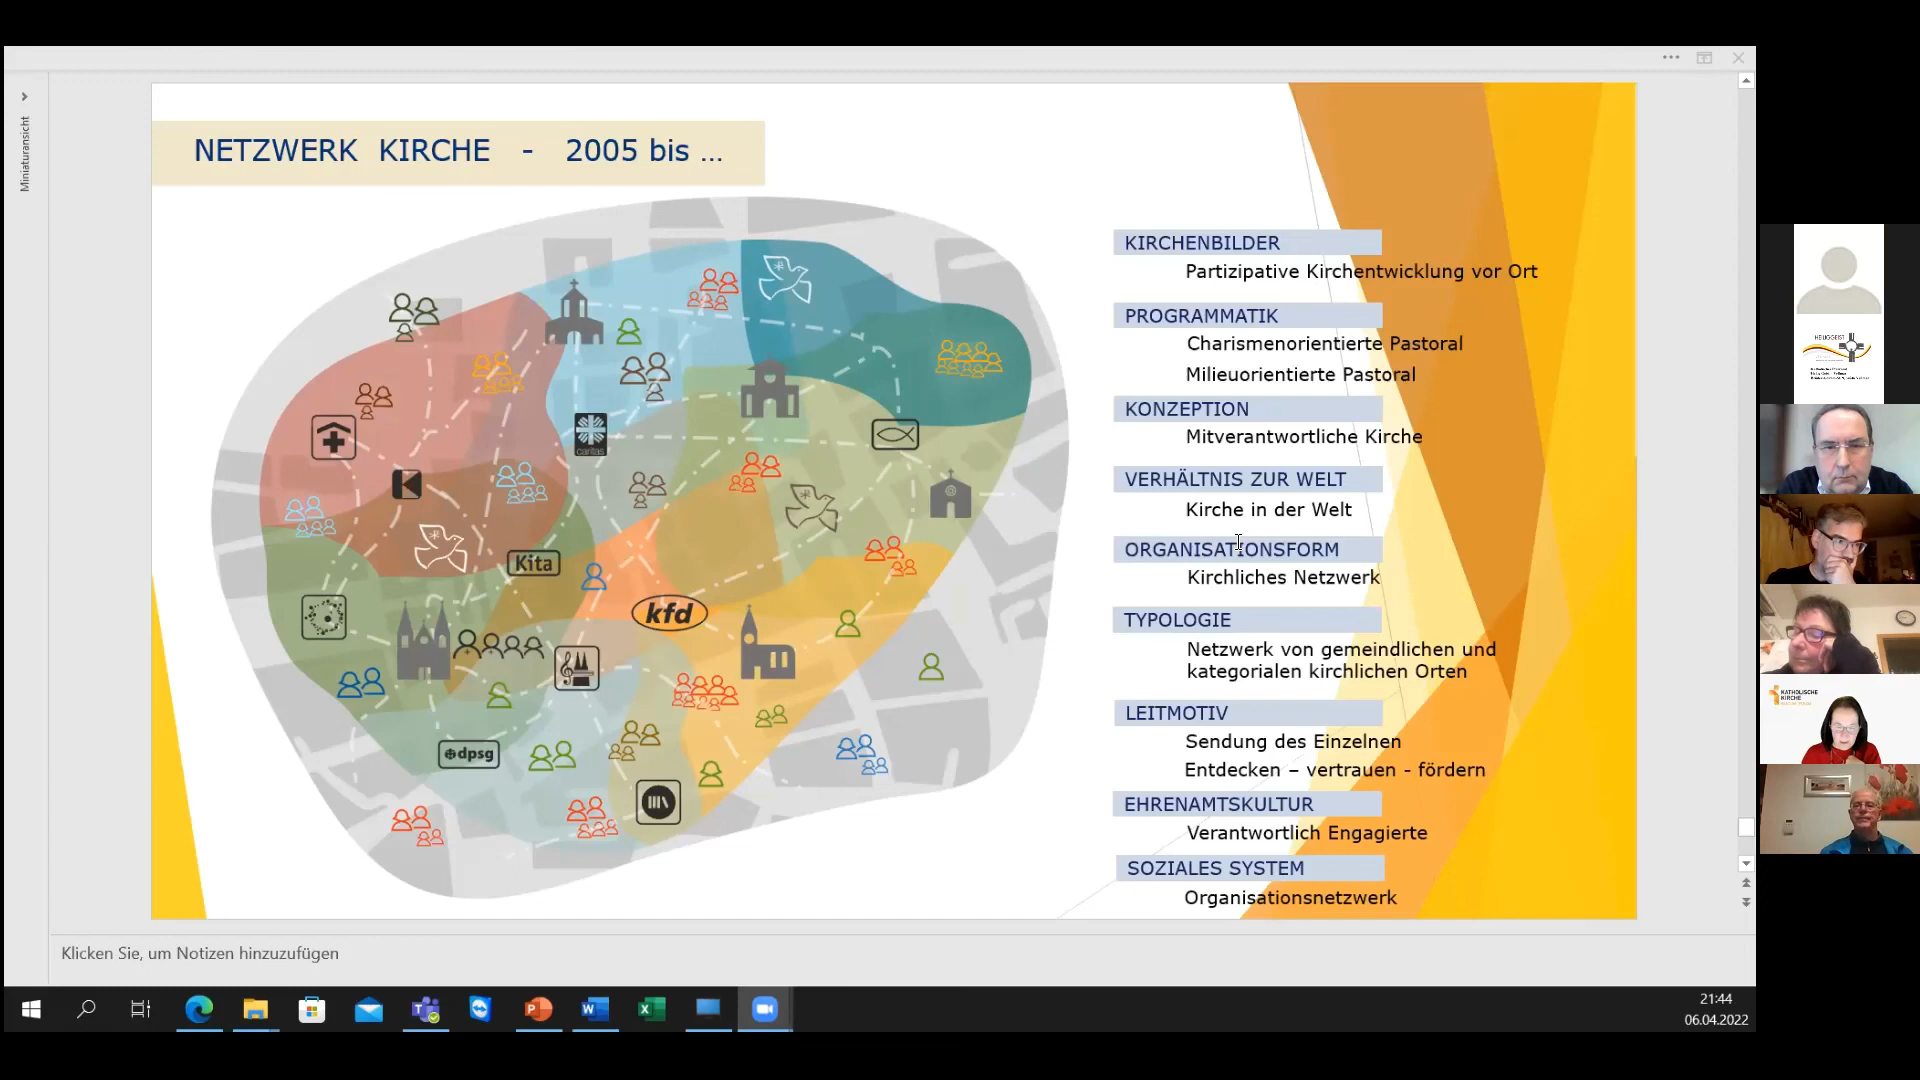 Miniaturansicht
NETZWERK KIRCHE - 2005 bis ...
caritas
Kita
kfd
dpsg
KIRCHENBILDER
Partizipative Kirchentwicklung vor Ort
PROGRAMMATIK
Charismenorientierte Pastoral
Milieuorientierte Pastoral
KONZEPTION
Mitverantwortliche Kirche
VERHÄLTNIS ZUR WELT
Kirche in der Welt
ORGANISATIONSFORM
Kirchliches Netzwerk
TYPOLOGIE
Netzwerk von gemeindlichen und
kategorialen kirchlichen Orten
LEITMOTIV
Sendung des Einzelnen
Entdecken – vertrauen - fördern
EHRENAMTSKULTUR
Verantwortlich Engagierte
SOZIALES SYSTEM
Organisationsnetzwerk
Klicken Sie, um Notizen hinzuzufügen
21:44
06.04.2022
HEILIGGEIST
KATHOLISCHE
KIRCHE